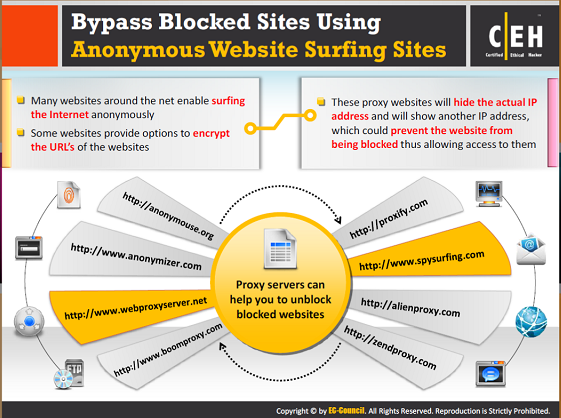 Bypass Blocked Sites Using
Anonymous Website Surfing Sites
C|EH
Certified Ethical Hacker
Many websites around the net enable surfing
the Internet anonymously
Some websites provide options to encrypt
the URL's of the websites
These proxy websites will hide the actual IP
address and will show another IP address,
which could prevent the website from
being blocked thus allowing access to them
http://anonymouse.org
http://www.anonymizer.com
http://www.webproxyserver.net
http://www.boomproxy.com
Proxy servers can
help you to unblock
blocked websites
http://proxify.com
http://www.spysurfing.com
http://alienproxy.com
http://zendproxy.com
Copyright © by EC-Council. All Rights Reserved. Reproduction is Strictly Prohibited.